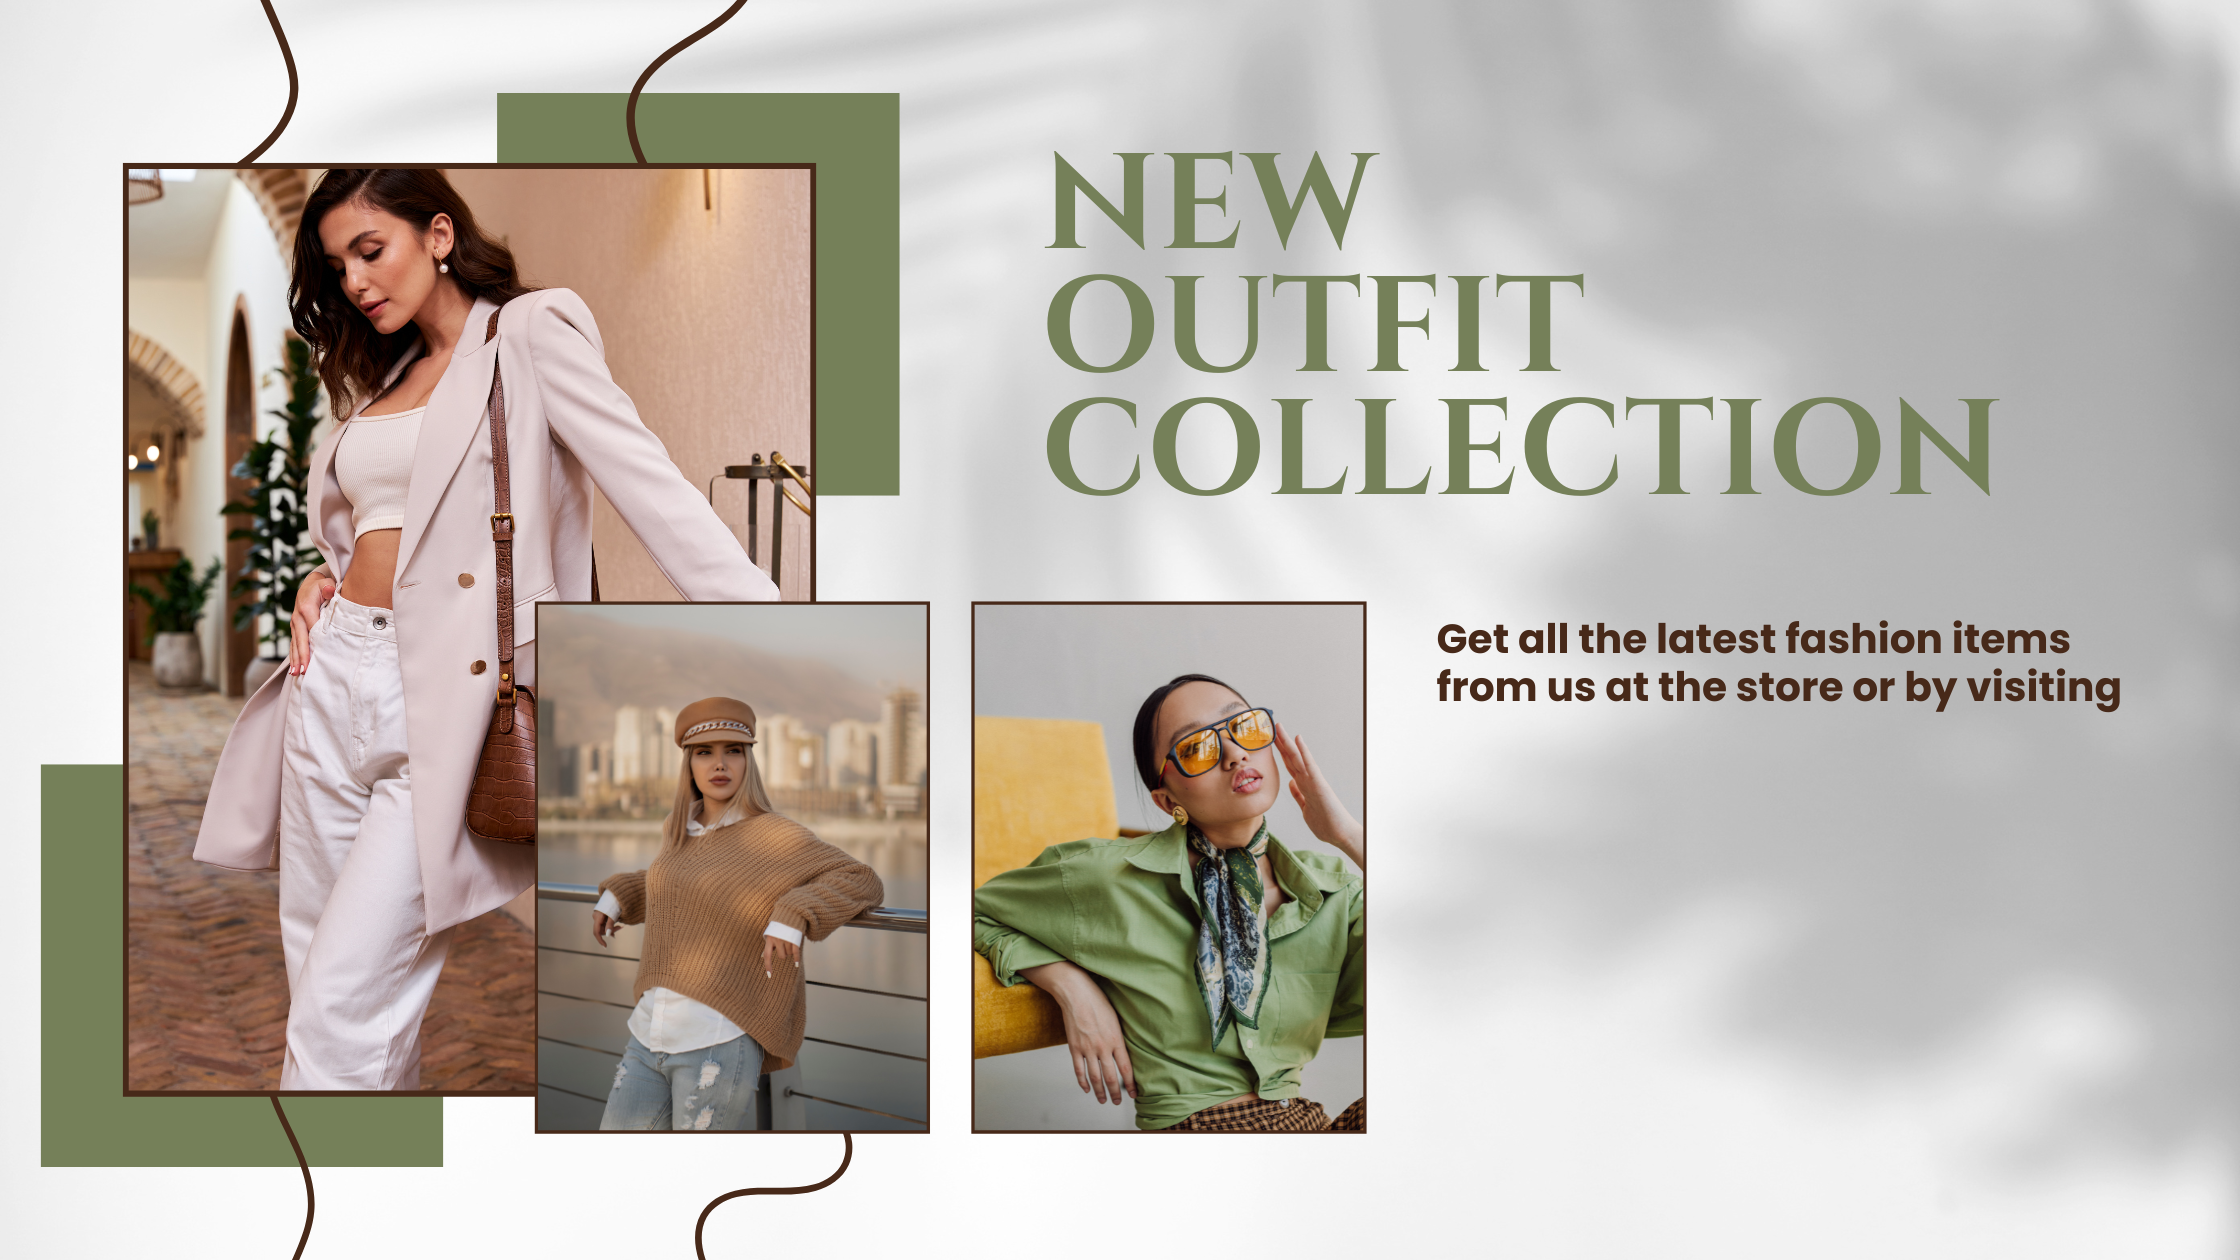 NEW
OUTFIT
COLLECTION
Get all the latest fashion items
from us at the store or by visiting